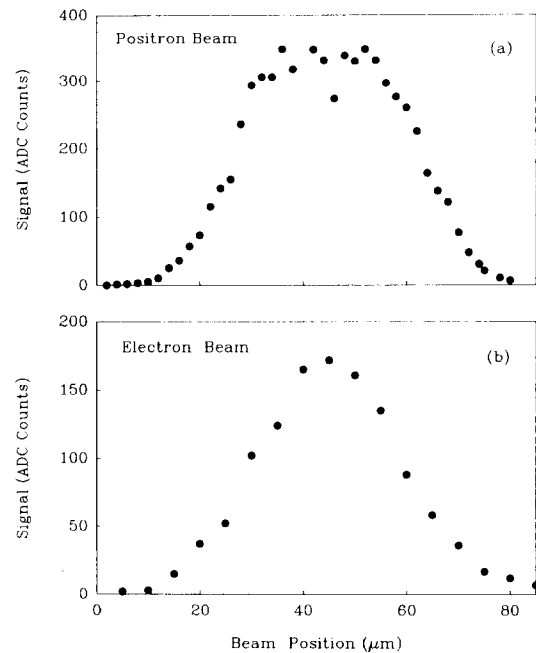 400
Positron Beam
(a)
300
200
100
0
Signal (ADC Counts)
200
Electron Beam
(b)
150
100
50
0
Signal (ADC Counts)
0
20
40
60
80
Beam Position (μm)